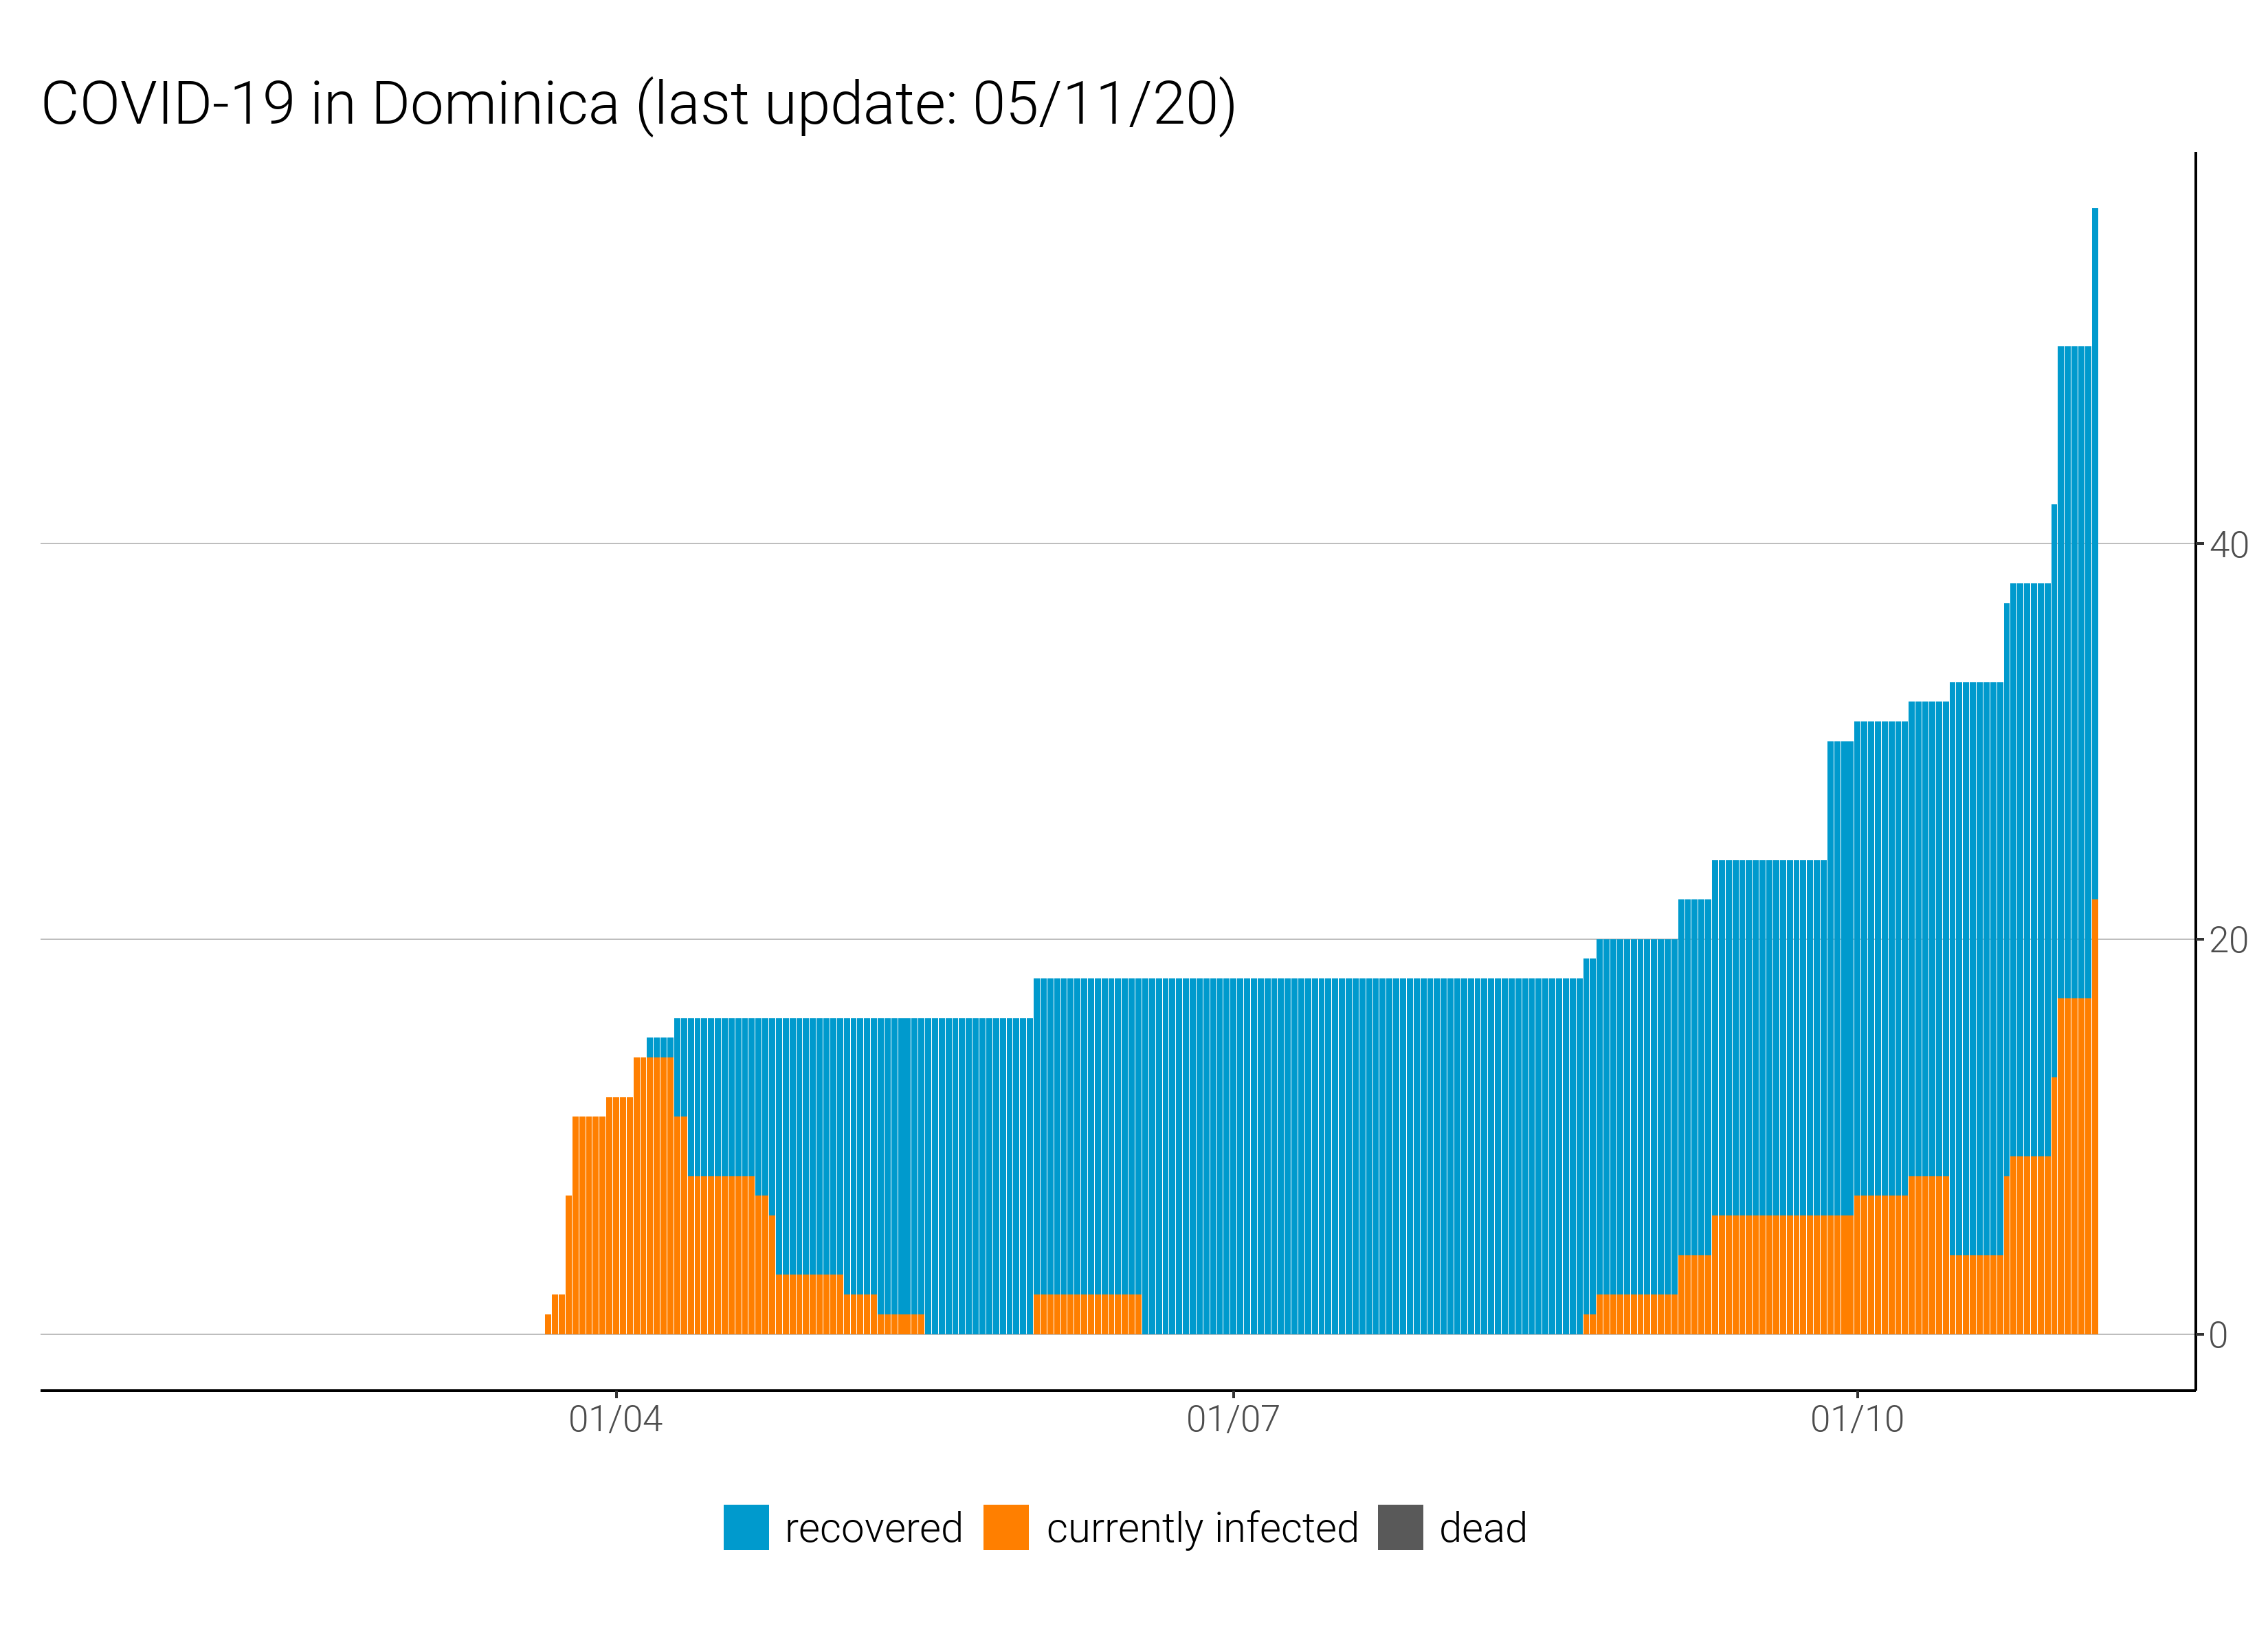 COVID-19 in Dominica (last update: 05/11/20)
40
20
0
01/04 01/07 01/10
recovered currently infected dead